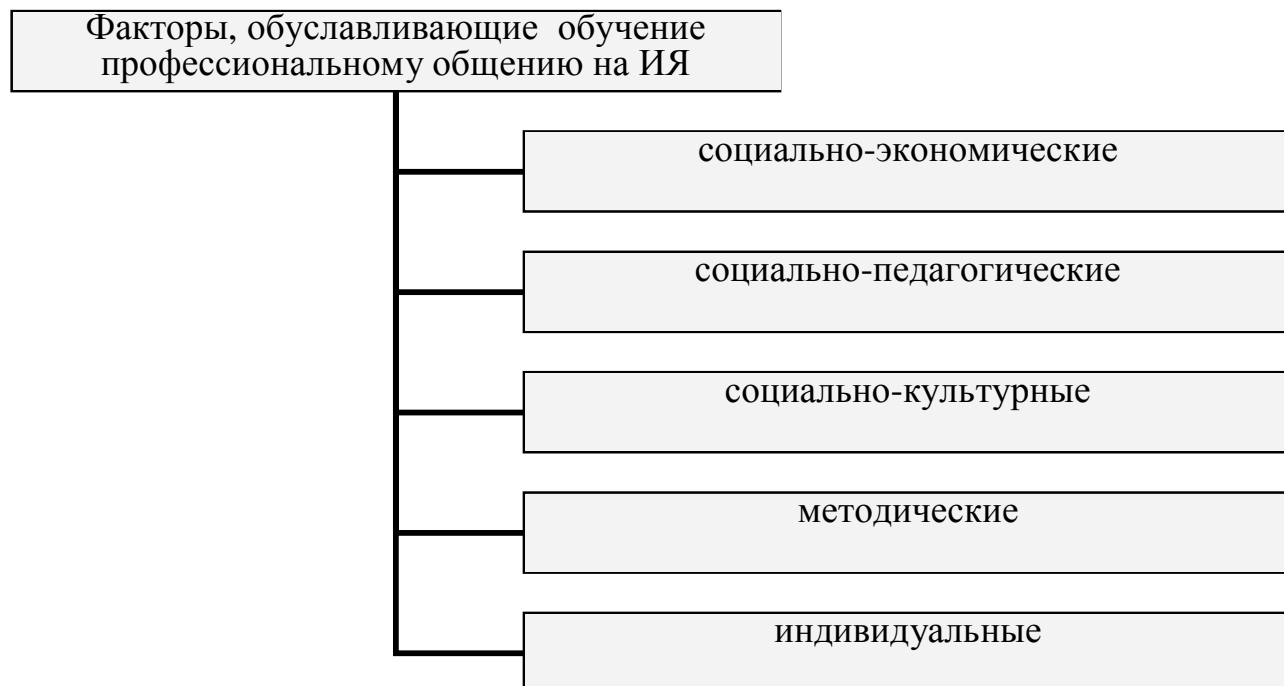 Факторы, обуславливающие обучение
профессиональному общению на ИЯ
социально-экономические
социально-педагогические
социально-культурные
методические
индивидуальные